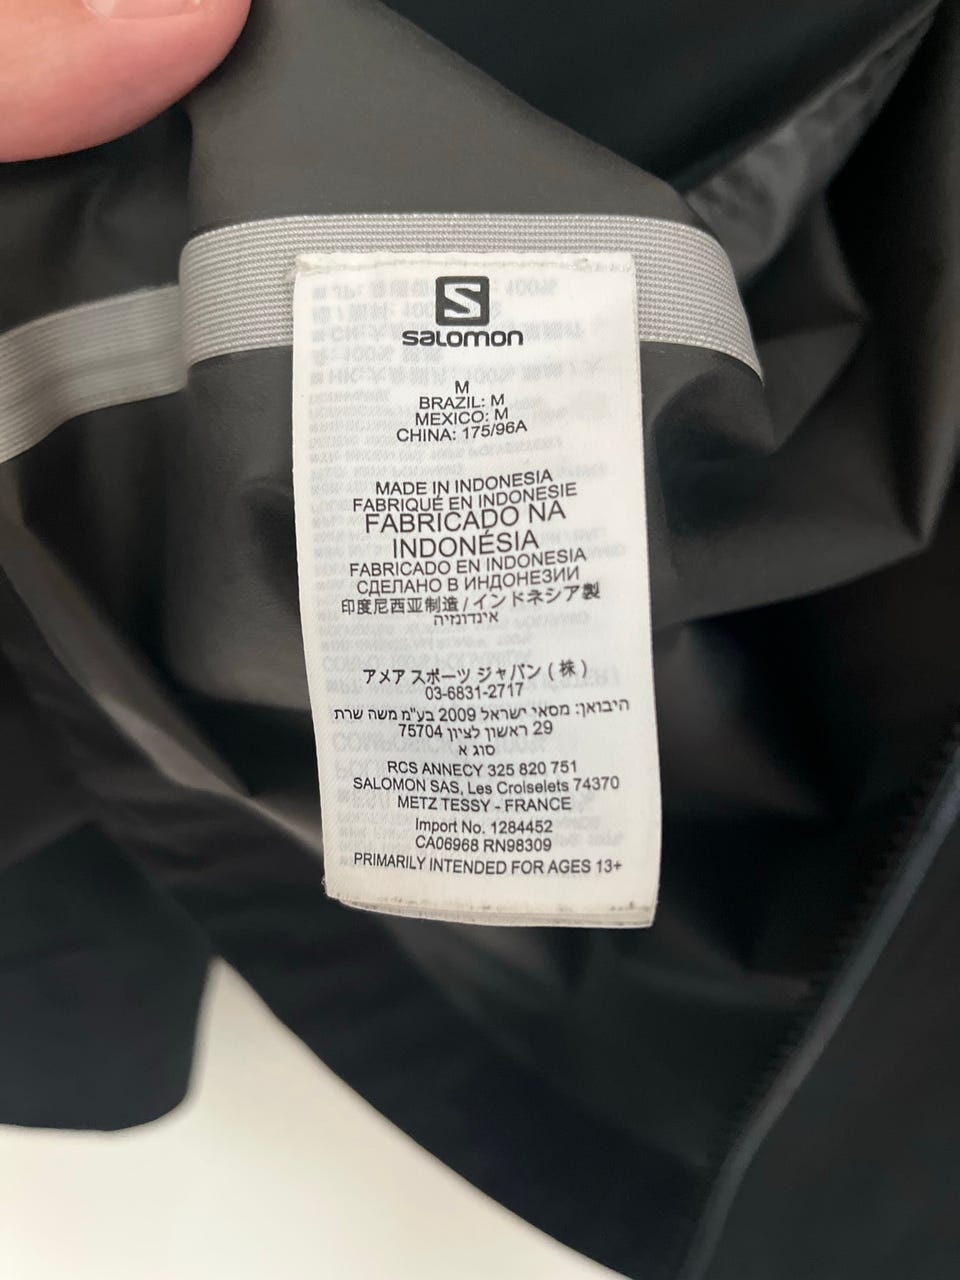 S
salomon
M
BRAZIL: M
MEXICO: M
CHINA: 175/96A
MADE IN INDONESIA
FABRIQUÉ EN INDONESIE
FABRICADO NA
INDONÉSIA
FABRICADO EN INDONESIA
СДЕЛАНО В ИНДОНЕЗИИ
印度尼西亚制造 / インドネシア製
אינדונזיה
アメア スポーツ ジャパン ( 株 )
03-6831-2717
היבואן: מסאי ישראל 2009 בע"מ משה שרת
29 ראשון לציון 75704
סוג א
RCS ANNECY 325 820 751
SALOMON SAS, Les Croiselets 74370
METZ TESSY - FRANCE
Import No. 1284452
CA06968 RN98309
PRIMARILY INTENDED FOR AGES 13+